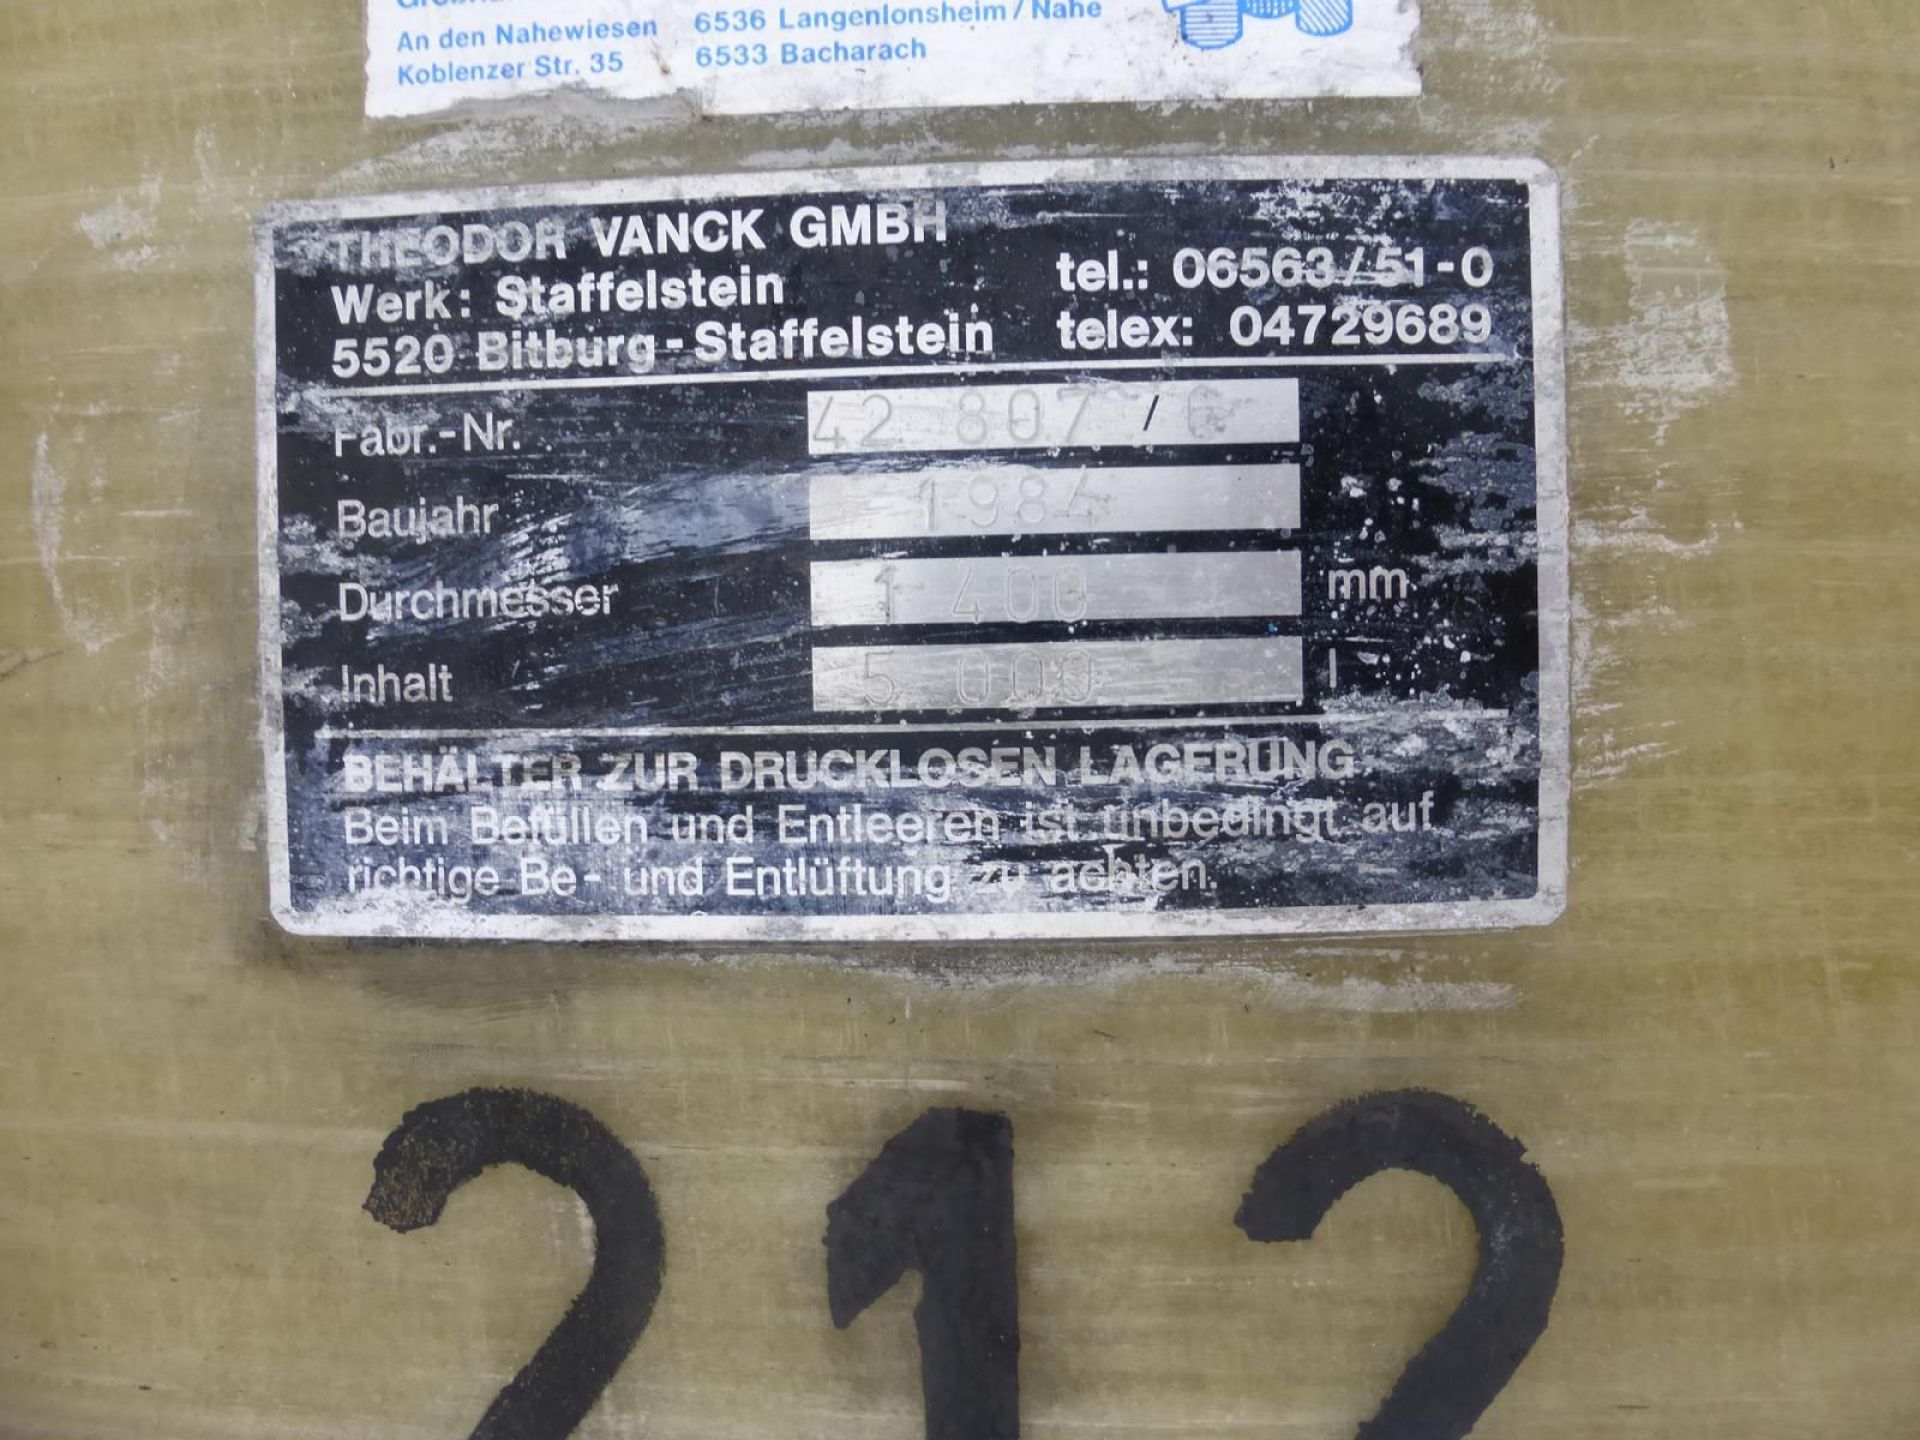 An den Nahewiesen 6536 Langenlonsheim / Nahe
Koblenzer Str. 35 6533 Bacharach
THEODOR VANCK GMBH
Werk: Staffelstein tel.: 06563/51-0
5520 Bitburg-Staffelstein telex: 04729689
Fabr.-Nr. 42 807 /
Baujahr 1984
Durchmesser 1 400 mm
Inhalt 5 000 l
BEHÄLTER ZUR DRUCKLOSEN LAGERUNG
Beim Befüllen und Entleeren ist unbedingt auf
richtige Be- und Entlüftung zu achten.
212